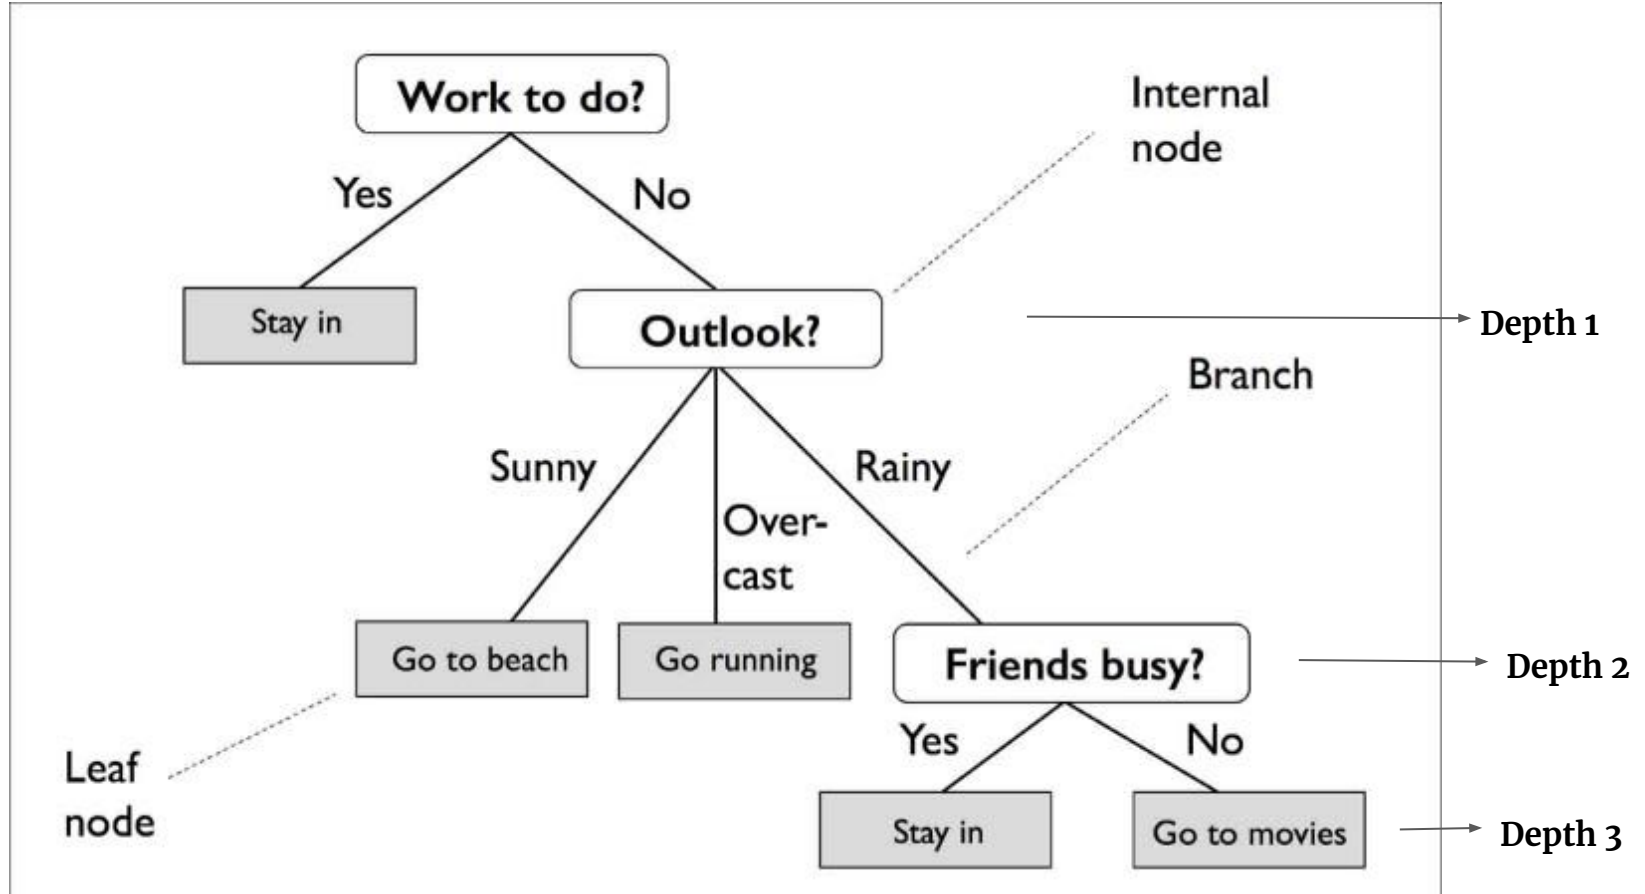 Work to do?
Internal
node
Yes
No
Stay in
Outlook?
Depth 1
Branch
Sunny
Rainy
Over-
cast
Go to beach
Go running
Friends busy?
Depth 2
Yes
No
Leaf
node
Stay in
Go to movies
Depth 3